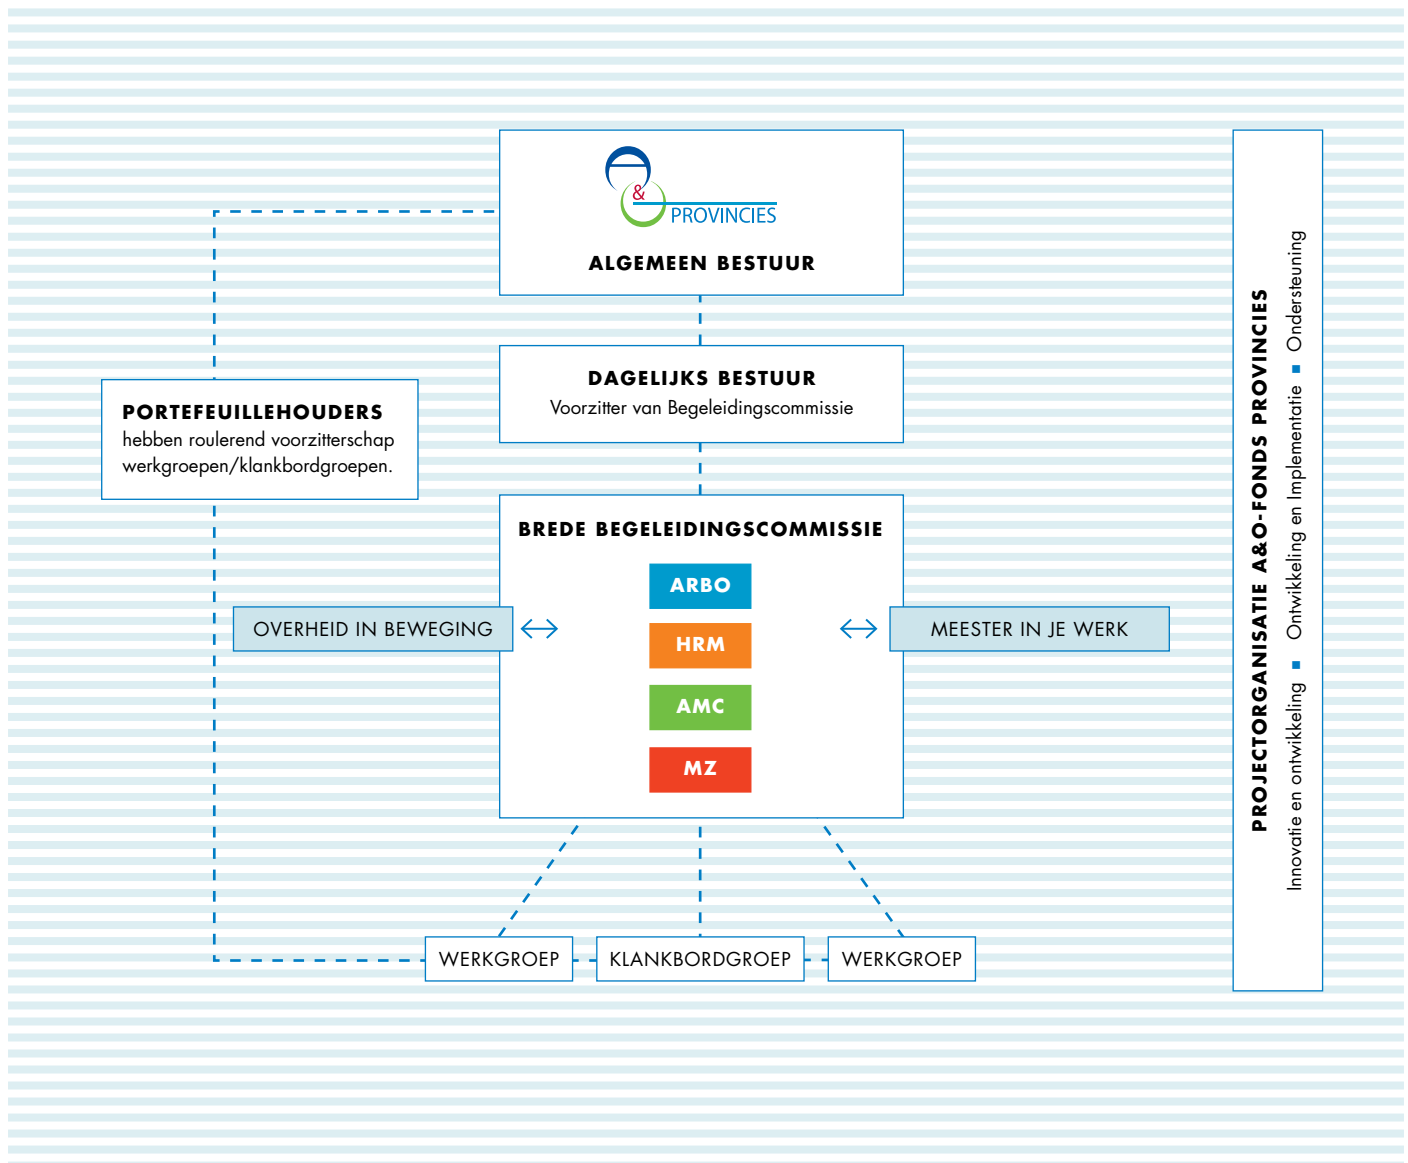 &
PROVINCIES
ALGEMEEN BESTUUR
DAGELIJKS BESTUUR
Voorzitter van Begeleidingscommissie
PORTEFEUILLEHOUDERS
hebben roulerend voorzitterschap
werkgroepen/klankbordgroepen.
BREDE BEGELEIDINGSCOMMISSIE
ARBO
HRM
AMC
MZ
OVERHEID IN BEWEGING
MEESTER IN JE WERK
WERKGROEP
KLANKBORDGROEP
WERKGROEP
PROJECTORGANISATIE A&O-FONDS PROVINCIES
Innovatie en ontwikkeling ■ Ontwikkeling en Implementatie ■ Ondersteuning